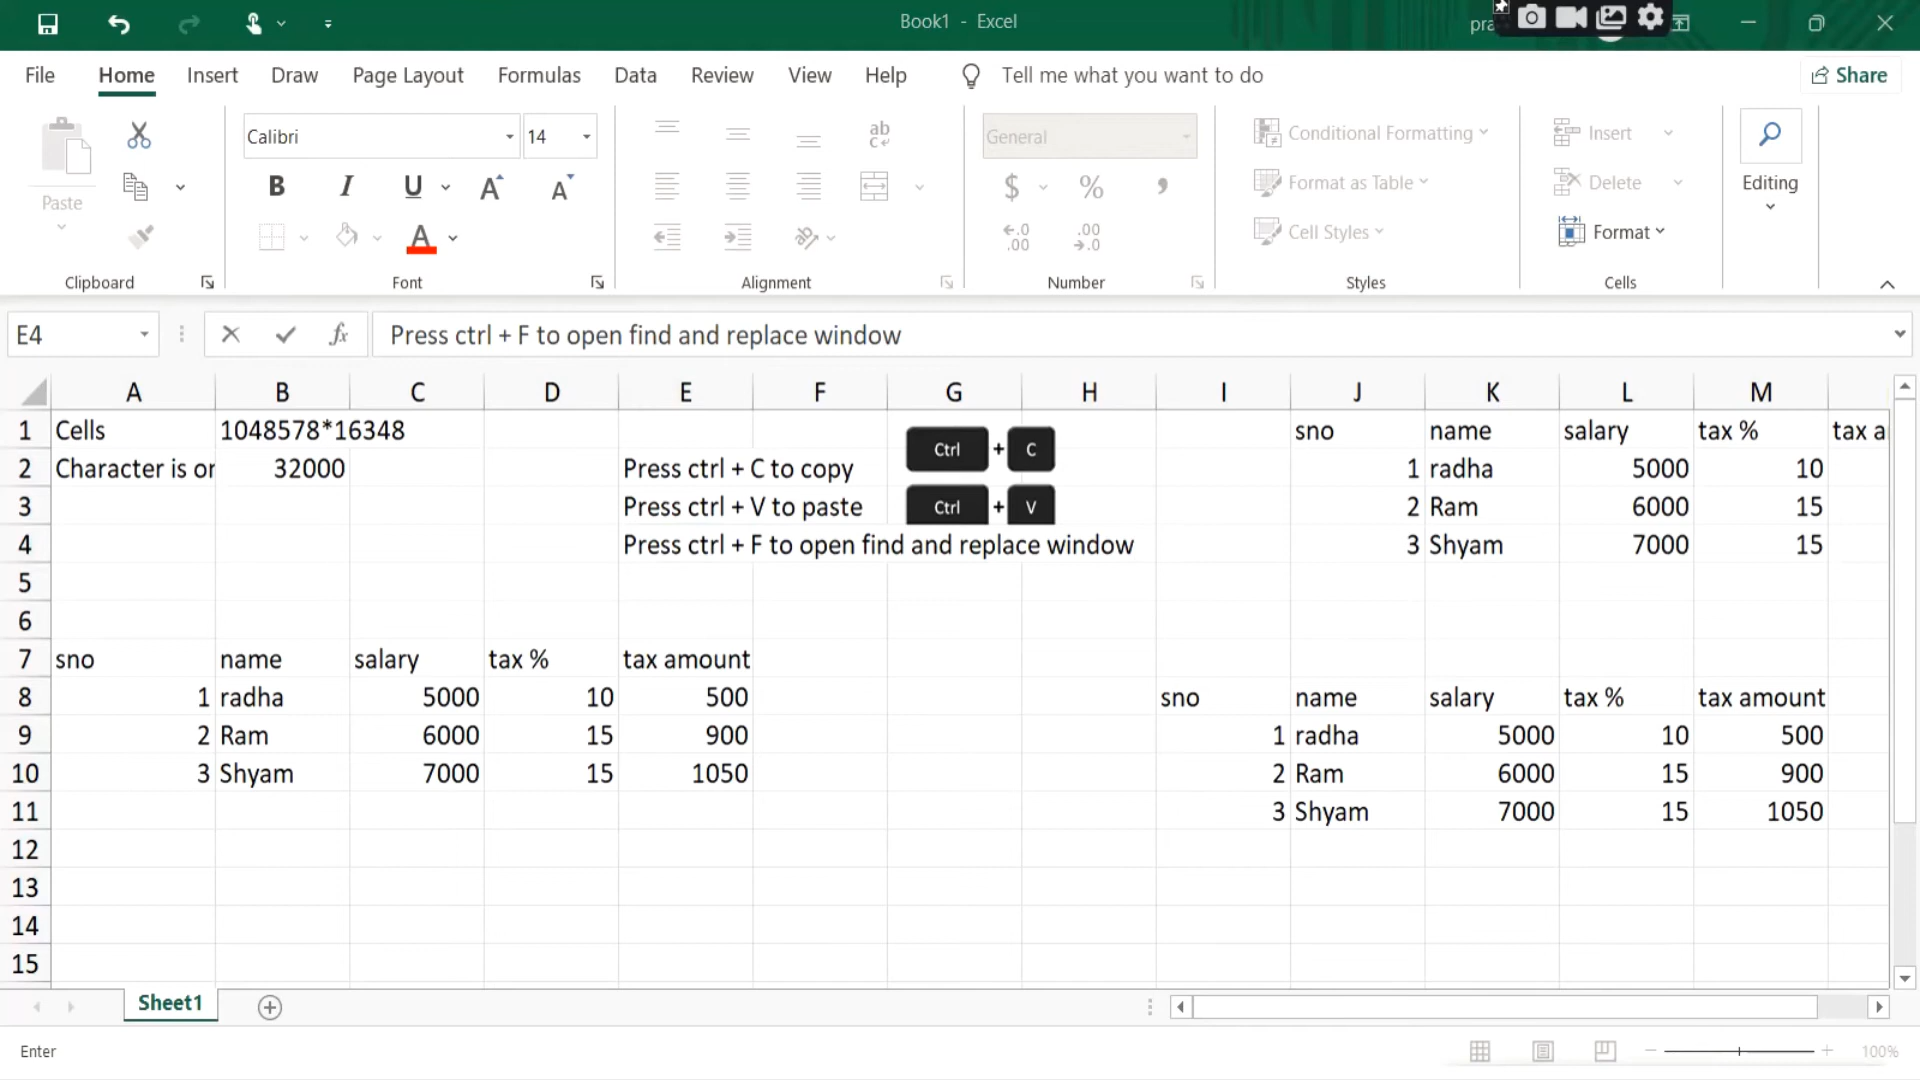 Book1 - Excel
pra
File Home Insert Draw Page Layout Formulas Data Review View Help Tell me what you want to do Share
Calibri 14 ab c General Conditional Formatting Insert
Paste B I U A A $ % , Format as Table Delete Editing
A ab .0 .00 .00 .0 Cell Styles Format
Clipboard Font Alignment Number Styles Cells
E4 fx Press ctrl + F to open find and replace window
A B C D E F G H I J K L M
1 Cells 1048578*16348 Ctrl + C sno name salary tax % tax a
2 Character is or 32000 Press ctrl + C to copy 1 radha 5000 10
3 Press ctrl + V to paste Ctrl + V 2 Ram 6000 15
4 Press ctrl + F to open find and replace window 3 Shyam 7000 15
5
6
7 sno name salary tax % tax amount
8 1 radha 5000 10 500 sno name salary tax % tax amount
9 2 Ram 6000 15 900 1 radha 5000 10 500
10 3 Shyam 7000 15 1050 2 Ram 6000 15 900
11 3 Shyam 7000 15 1050
12
13
14
15
Sheet1
Enter 100%